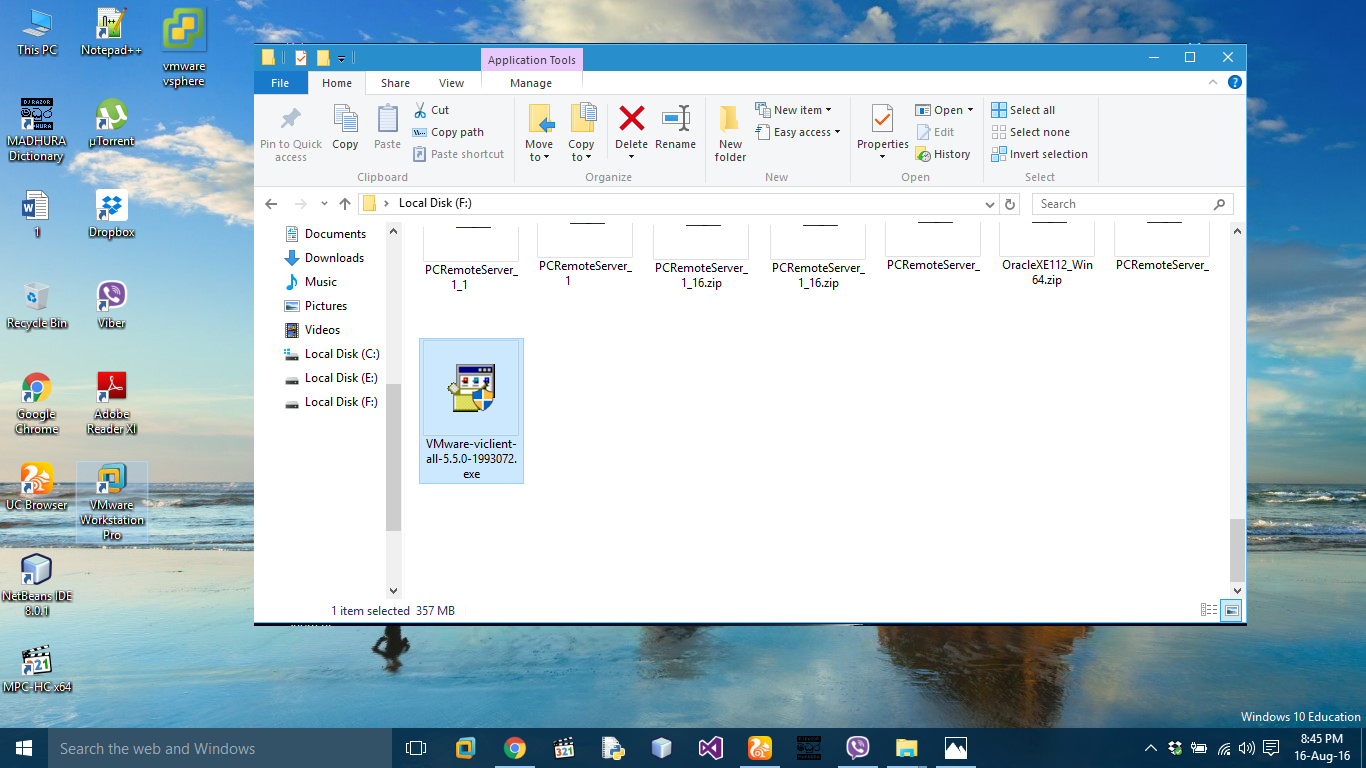 This PC
Notepad++
vmware
vsphere
MADHURA
Dictionary
µTorrent
1
Dropbox
Recycle Bin
Viber
Google
Chrome
Adobe
Reader XI
UC Browser
VMware
Workstation
Pro
NetBeans IDE
8.0.1
MPC-HC x64
Application Tools
File
Home
Share
View
Manage
Pin to Quick
access
Copy
Paste
Cut
Copy path
Paste shortcut
Clipboard
Move
to
Copy
to
Delete
Rename
Organize
New
folder
New item
Easy access
New
Properties
Open
Edit
History
Open
Select all
Select none
Invert selection
Select
Local Disk (F:)
Search
Documents
Downloads
Music
Pictures
Videos
Local Disk (C:)
Local Disk (E:)
Local Disk (F:)
PCRemoteServer_
1_1
PCRemoteServer_
1
PCRemoteServer_
1_16.zip
PCRemoteServer_
1_16.zip
PCRemoteServer_
OracleXE112_Win
64.zip
PCRemoteServer_
VMware-viclient-
all-5.5.0-1993072.
exe
1 item selected 357 MB
Windows 10 Education
Search the web and Windows
321
8:45 PM
16-Aug-16